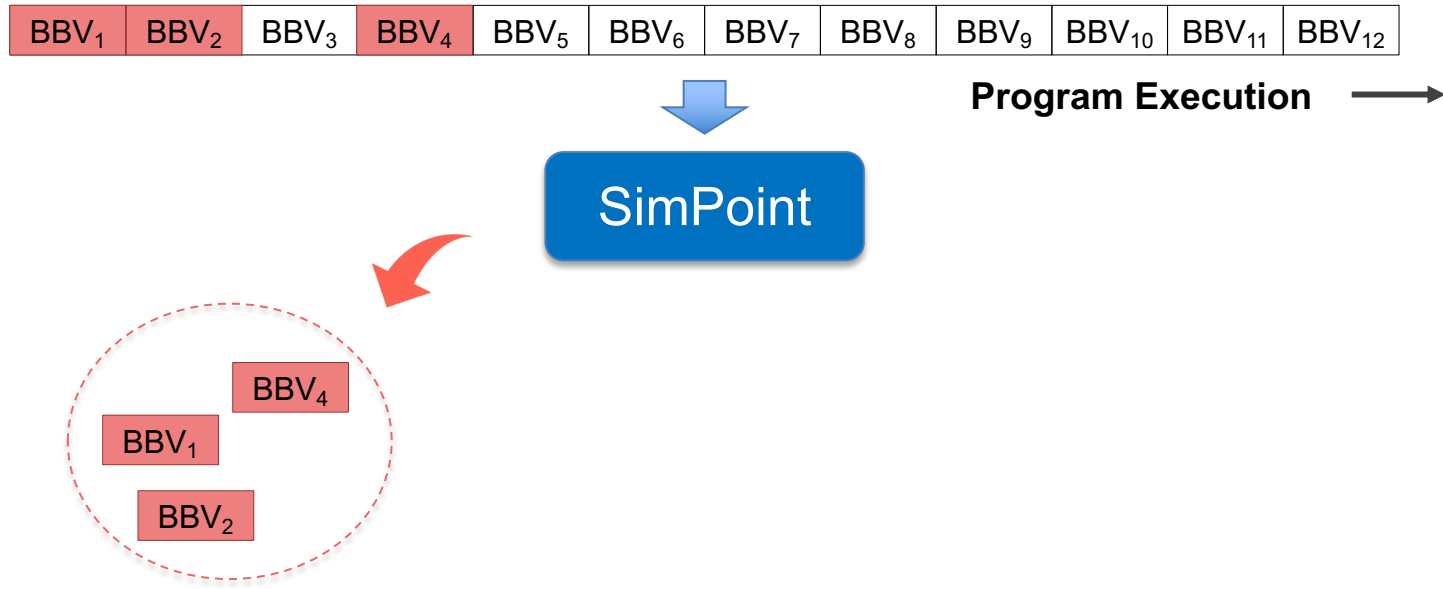 BBV₁ BBV₂ BBV₃ BBV₄ BBV₅ BBV₆ BBV₇ BBV₈ BBV₉ BBV₁₀ BBV₁₁ BBV₁₂
Program Execution
SimPoint
BBV₄
BBV₁
BBV₂